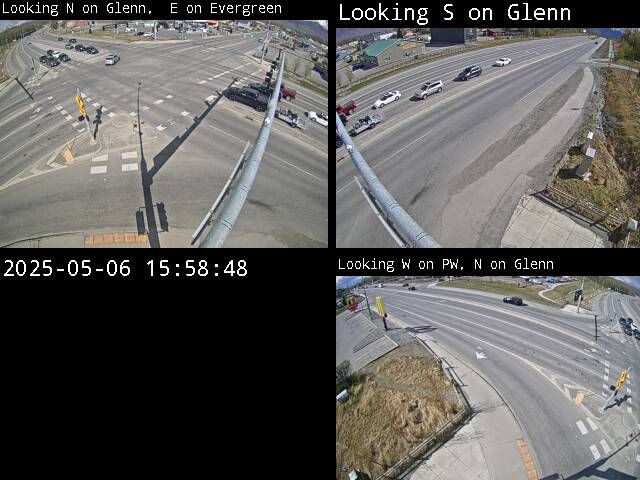 Looking N on Glenn,  E on Evergreen
Looking S on Glenn
2025-05-06 15:58:48
Looking W on PW, N on Glenn